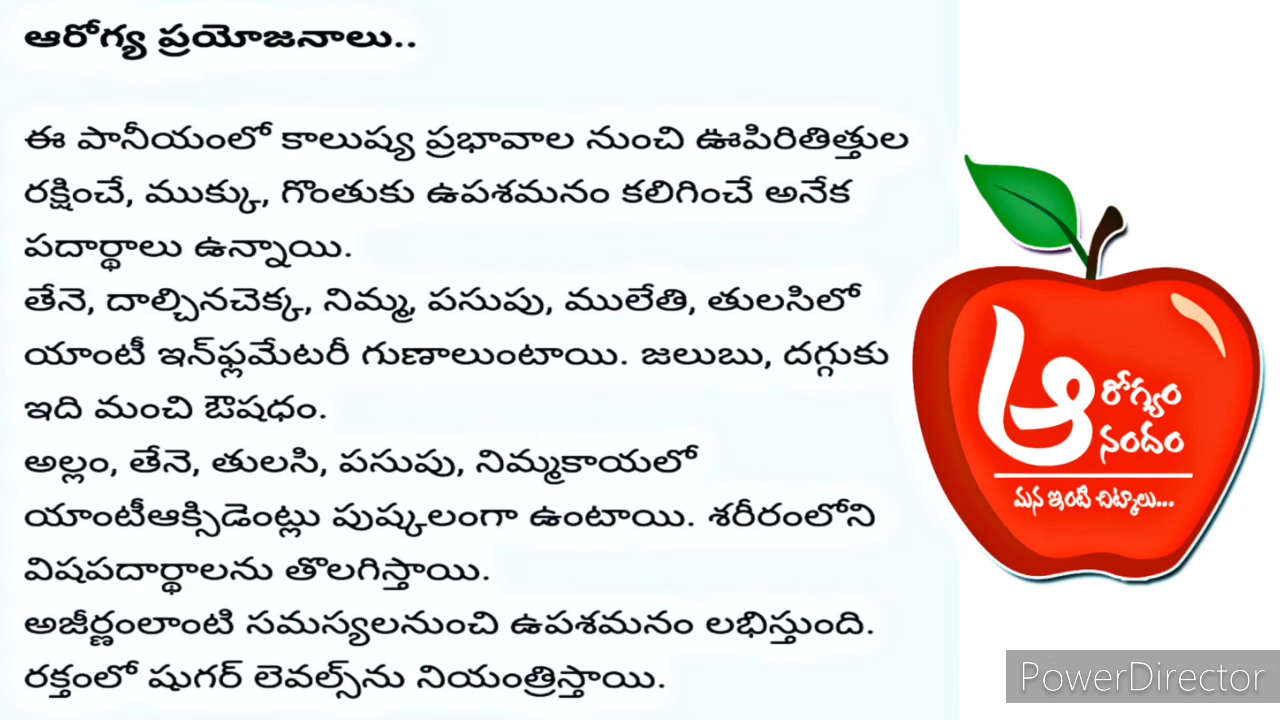 ఆరోగ్య ప్రయోజనాలు..
ఈ పానీయంలో కాలుష్య ప్రభావాల నుంచి ఊపిరితిత్తుల
రక్షించే, ముక్కు, గొంతుకు ఉపశమనం కలిగించే అనేక
పదార్థాలు ఉన్నాయి.
తేనె, దాల్చినచెక్క, నిమ్మ, పసుపు, ములేతి, తులసిలో
యాంటీ ఇన్‌ఫ్లమేటరీ గుణాలుంటాయి. జలుబు, దగ్గుకు
ఇది మంచి ఔషధం.
అల్లం, తేనె, తులసి, పసుపు, నిమ్మకాయలో
యాంటీఆక్సిడెంట్లు పుష్కలంగా ఉంటాయి. శరీరంలోని
విషపదార్థాలను తొలగిస్తాయి.
అజీర్ణంలాంటి సమస్యలనుంచి ఉపశమనం లభిస్తుంది.
రక్తంలో షుగర్ లెవల్స్‌ను నియంత్రిస్తాయి.
ఆరోగ్యం
నందం
మన ఇంటి చిట్కాలు...
PowerDirector